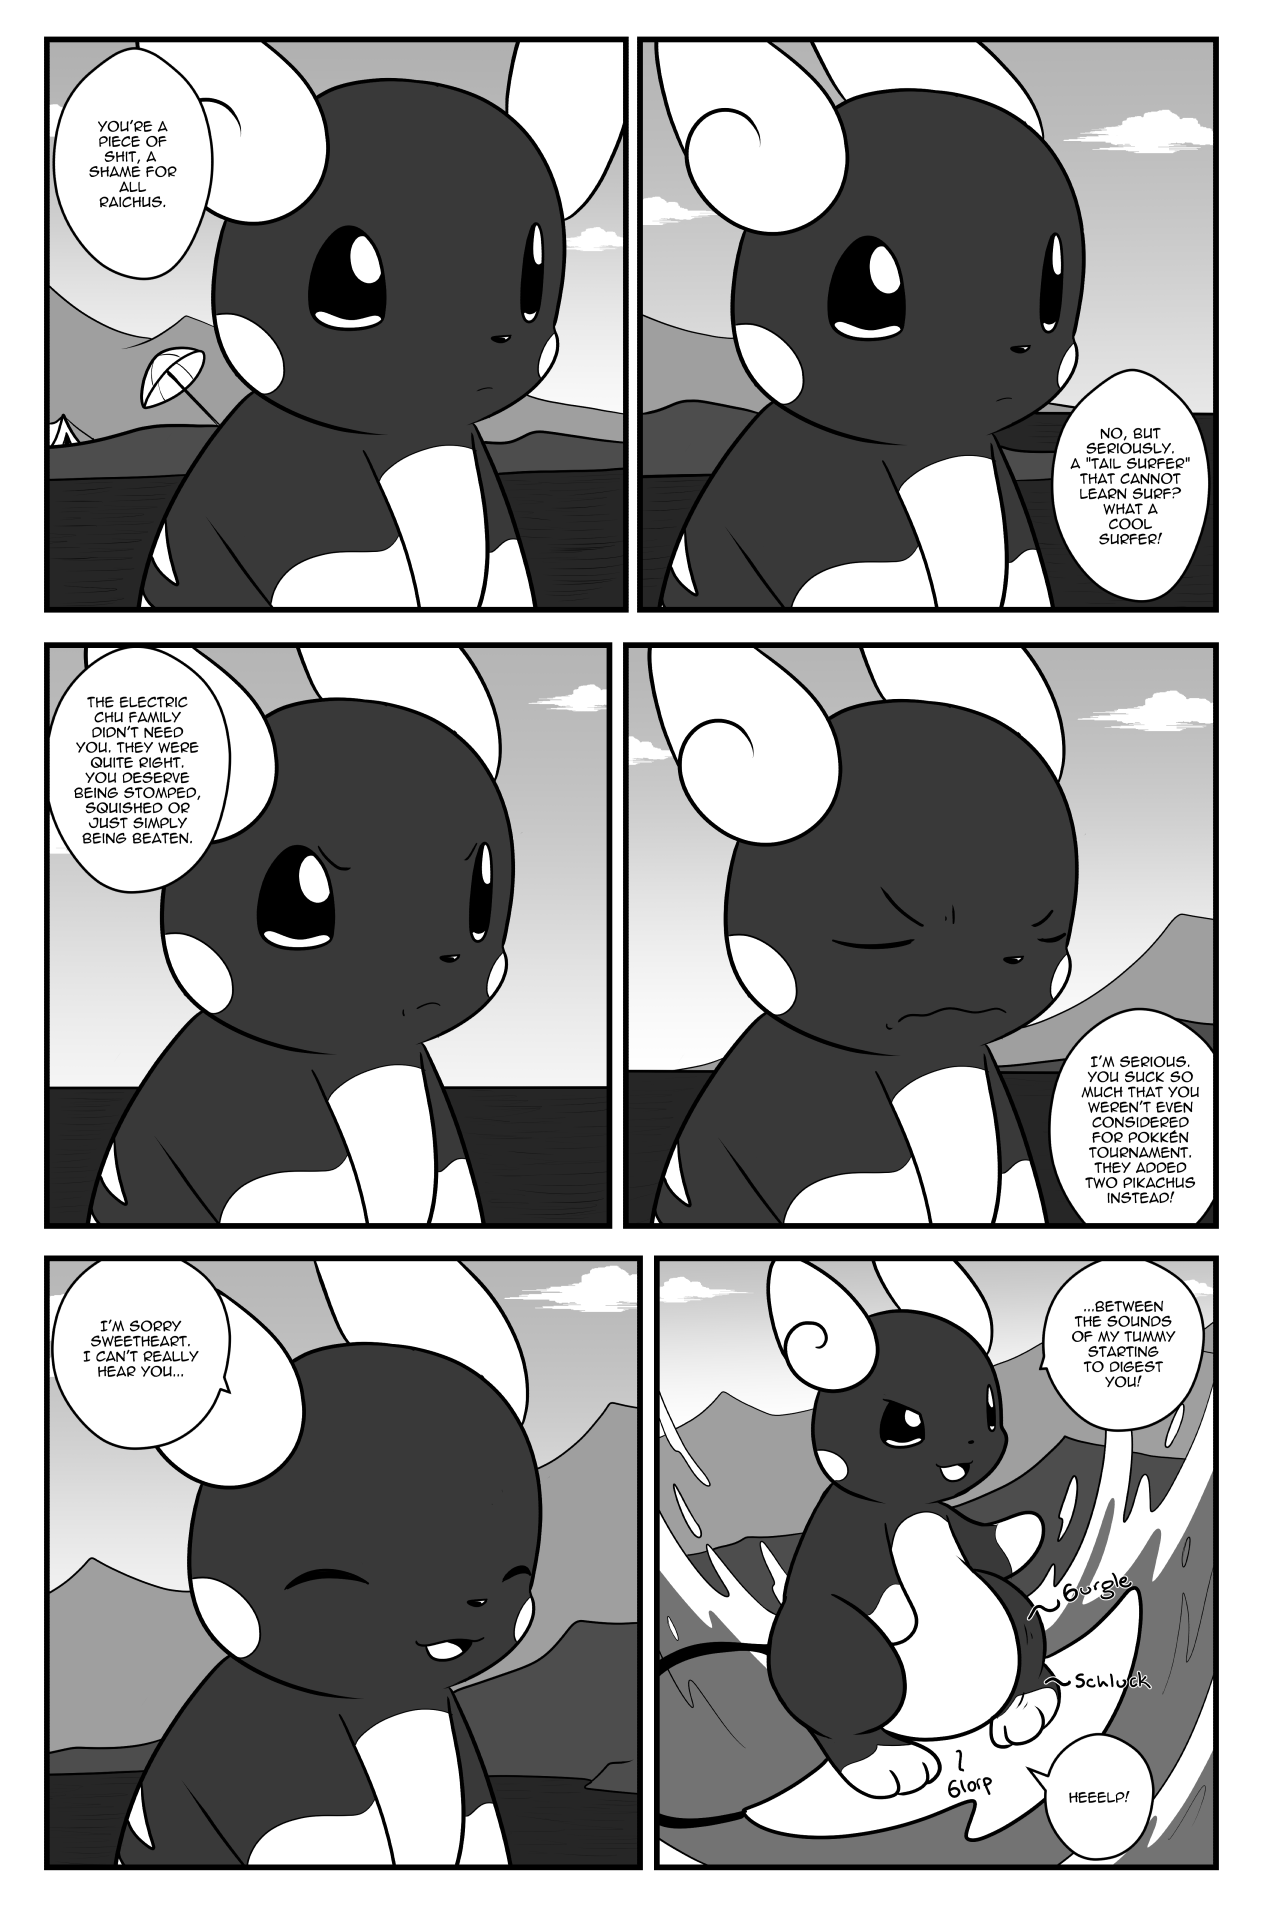 YOU'RE A
PIECE OF
SHIT, A
SHAME FOR
ALL
RAICHUS.
NO, BUT
SERIOUSLY.
A "TAIL SURFER"
THAT CANNOT
LEARN SURF?
WHAT A
COOL
SURFER!
THE ELECTRIC
CHU FAMILY
DIDN'T NEED
YOU. THEY WERE
QUITE RIGHT.
YOU DESERVE
BEING STOMPED,
SQUISHED OR
JUST SIMPLY
BEING BEATEN.
I'M SERIOUS.
YOU SUCK SO
MUCH THAT YOU
WEREN'T EVEN
CONSIDERED
FOR POKKÉN
TOURNAMENT.
THEY ADDED
TWO PIKACHUS
INSTEAD!
I'M SORRY
SWEETHEART.
I CAN'T REALLY
HEAR YOU...
...BETWEEN
THE SOUNDS
OF MY TUMMY
STARTING
TO DIGEST
YOU!
~Gurgle
~Schluck
~Glorp
HEEELP!